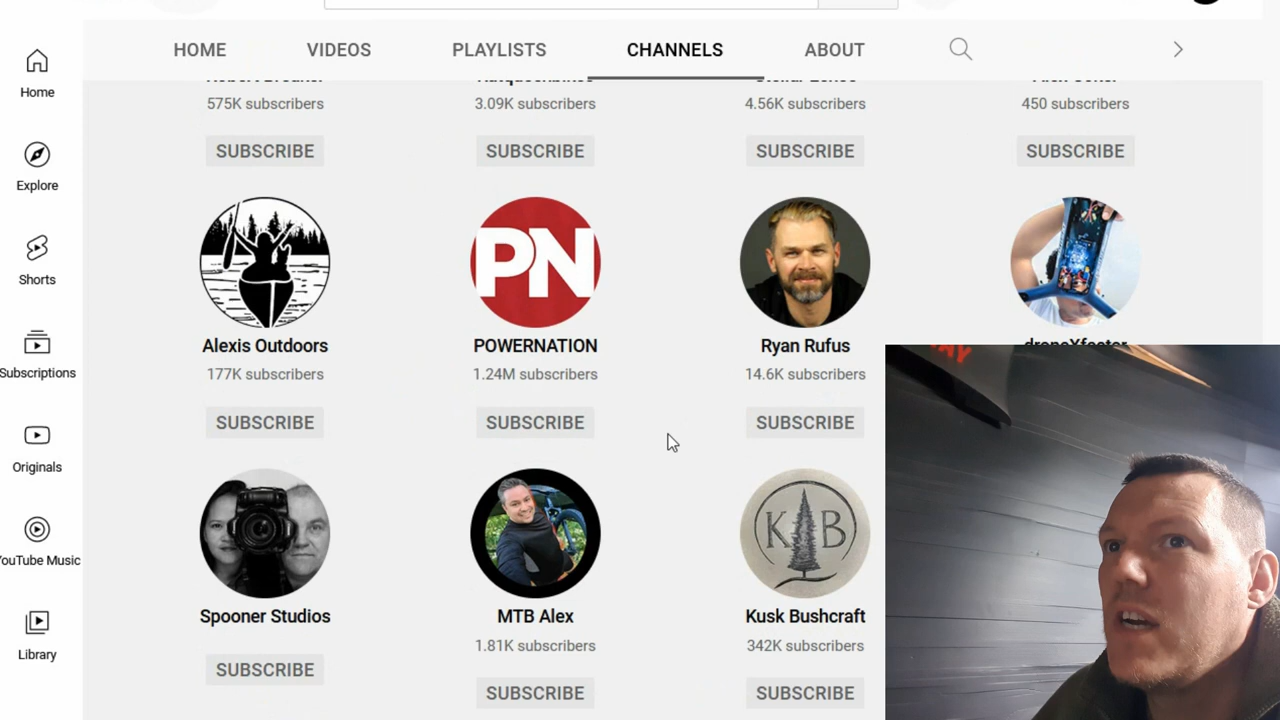 HOME VIDEOS PLAYLISTS CHANNELS ABOUT
Home
Explore
Shorts
Subscriptions
Originals
YouTube Music
Library
575K subscribers
3.09K subscribers
4.56K subscribers
450 subscribers
SUBSCRIBE
SUBSCRIBE
SUBSCRIBE
SUBSCRIBE
PN
Alexis Outdoors
POWERNATION
Ryan Rufus
177K subscribers
1.24M subscribers
14.6K subscribers
SUBSCRIBE
SUBSCRIBE
SUBSCRIBE
K B
Spooner Studios
MTB Alex
Kusk Bushcraft
1.81K subscribers
342K subscribers
SUBSCRIBE
SUBSCRIBE
SUBSCRIBE